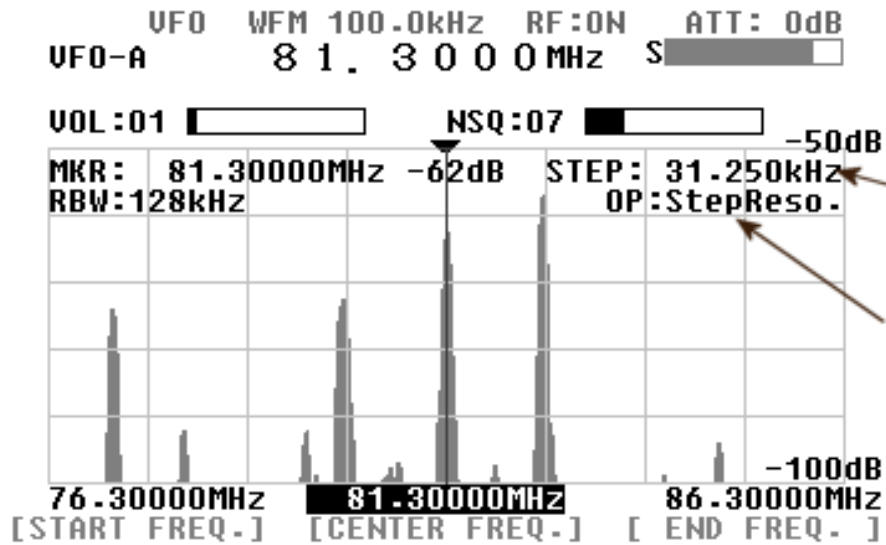 VFO WFM 100.0kHz RF:ON ATT: 0dB
VFO-A 81.3000MHz S
VOL:01 NSQ:07
-50dB
MKR: 81.30000MHz -62dB STEP: 31.250kHz
RBW:128kHz OP:StepReso.
-100dB
76.30000MHz 81.30000MHz 86.30000MHz
[START FREQ.] [CENTER FREQ.] [ END FREQ. ]